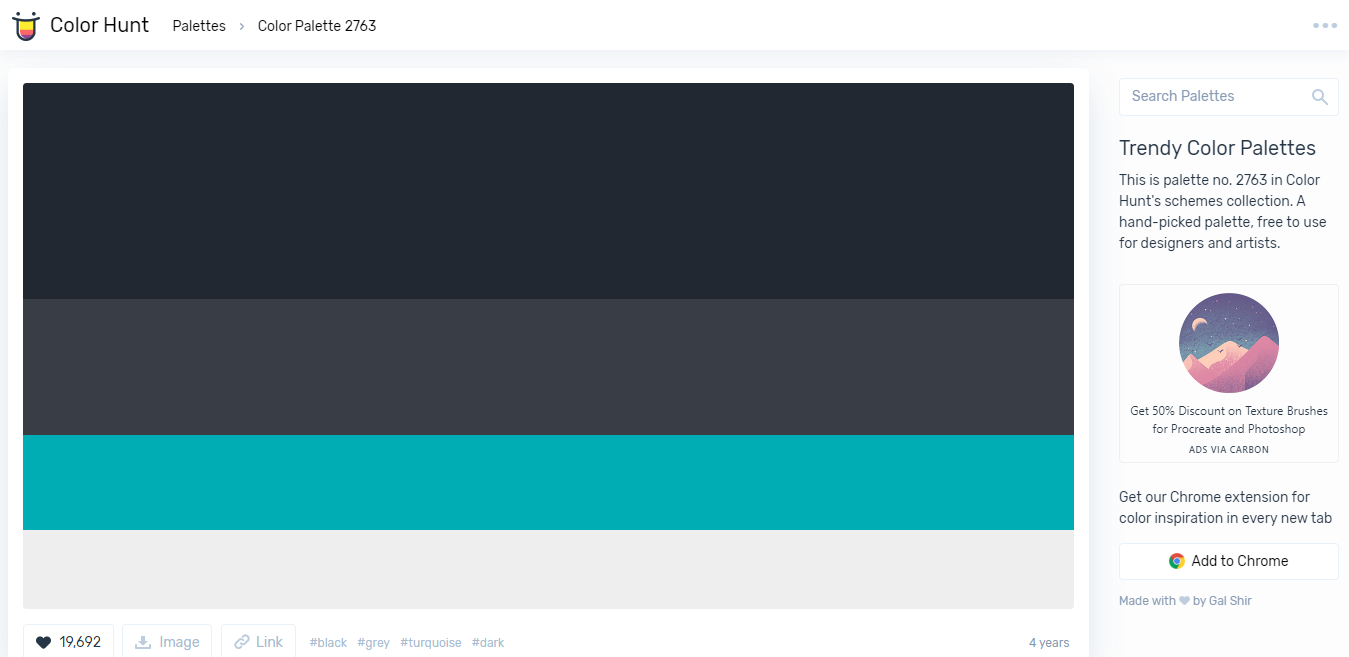 Color Hunt Palettes › Color Palette 2763
Search Palettes
Trendy Color Palettes
This is palette no. 2763 in Color
Hunt's schemes collection. A
hand-picked palette, free to use
for designers and artists.
Get 50% Discount on Texture Brushes
for Procreate and Photoshop
ADS VIA CARBON
Get our Chrome extension for
color inspiration in every new tab
Add to Chrome
Made with ♥ by Gal Shir
19,692 Image Link #black #grey #turquoise #dark 4 years